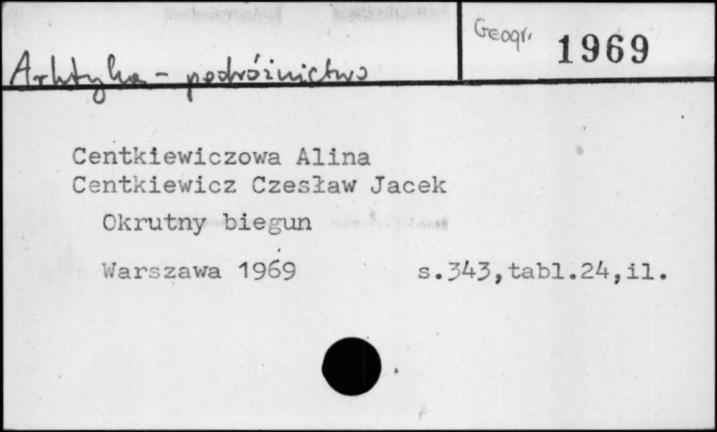 Geogr. 1969
Arktyka - podróżnictwo
Centkiewiczowa Alina
Centkiewicz Czesław Jacek
Okrutny biegun
Warszawa 1969 s.343,tabl.24,il.